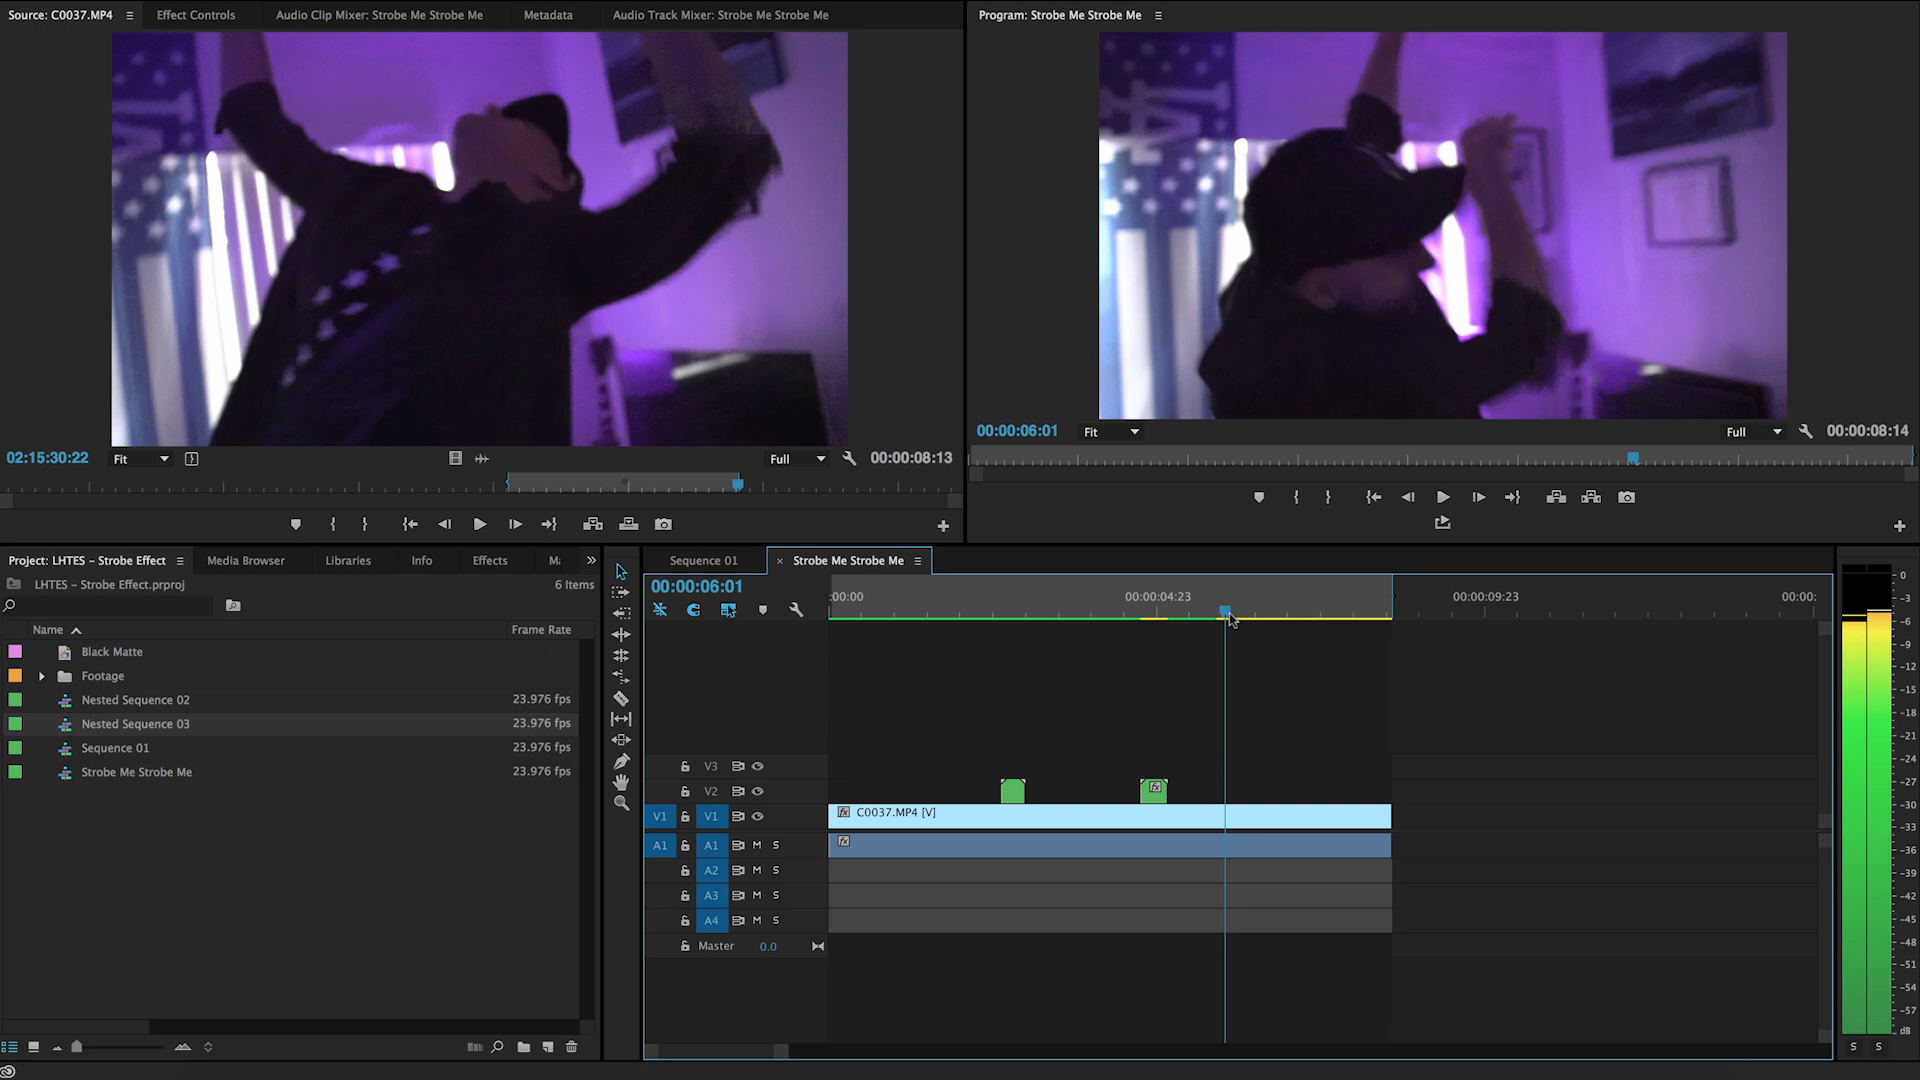 Source: C0037.MP4
Effect Controls
Audio Clip Mixer: Strobe Me Strobe Me
Metadata
Audio Track Mixer: Strobe Me Strobe Me
Program: Strobe Me Strobe Me
02:15:30:22
Fit
Full
00:00:08:13
00:00:06:01
Fit
Full
00:00:08:14
Project: LHTES - Strobe Effect
Media Browser
Libraries
Info
Effects
LHTES - Strobe Effect.prproj
6 Items
Name
Frame Rate
Black Matte
Footage
Nested Sequence 02
23.976 fps
Nested Sequence 03
23.976 fps
Sequence 01
23.976 fps
Strobe Me Strobe Me
23.976 fps
Sequence 01
× Strobe Me Strobe Me
00:00:06:01
:00:00
00:00:04:23
00:00:09:23
00:00:
V3
V2
fx
V1
V1
fx C0037.MP4 [V]
A1
A1
M S
fx
A2
M S
A3
M S
A4
M S
Master
0.0
0
-3
-6
-9
-12
-15
-18
-21
-24
-27
-30
-33
-36
-39
-42
-45
-48
-51
-54
-57
dB
S S